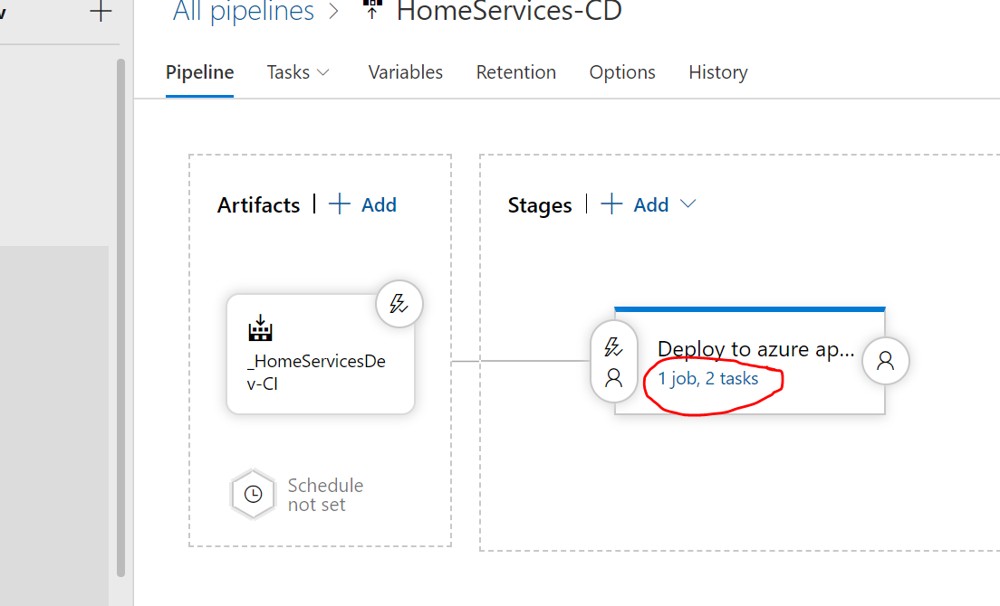 All pipelines > HomeServices-CD
Pipeline Tasks Variables Retention Options History
Artifacts | + Add
Stages | + Add
_HomeServicesDe
v-CI
Deploy to azure ap...
1 job, 2 tasks
Schedule
not set